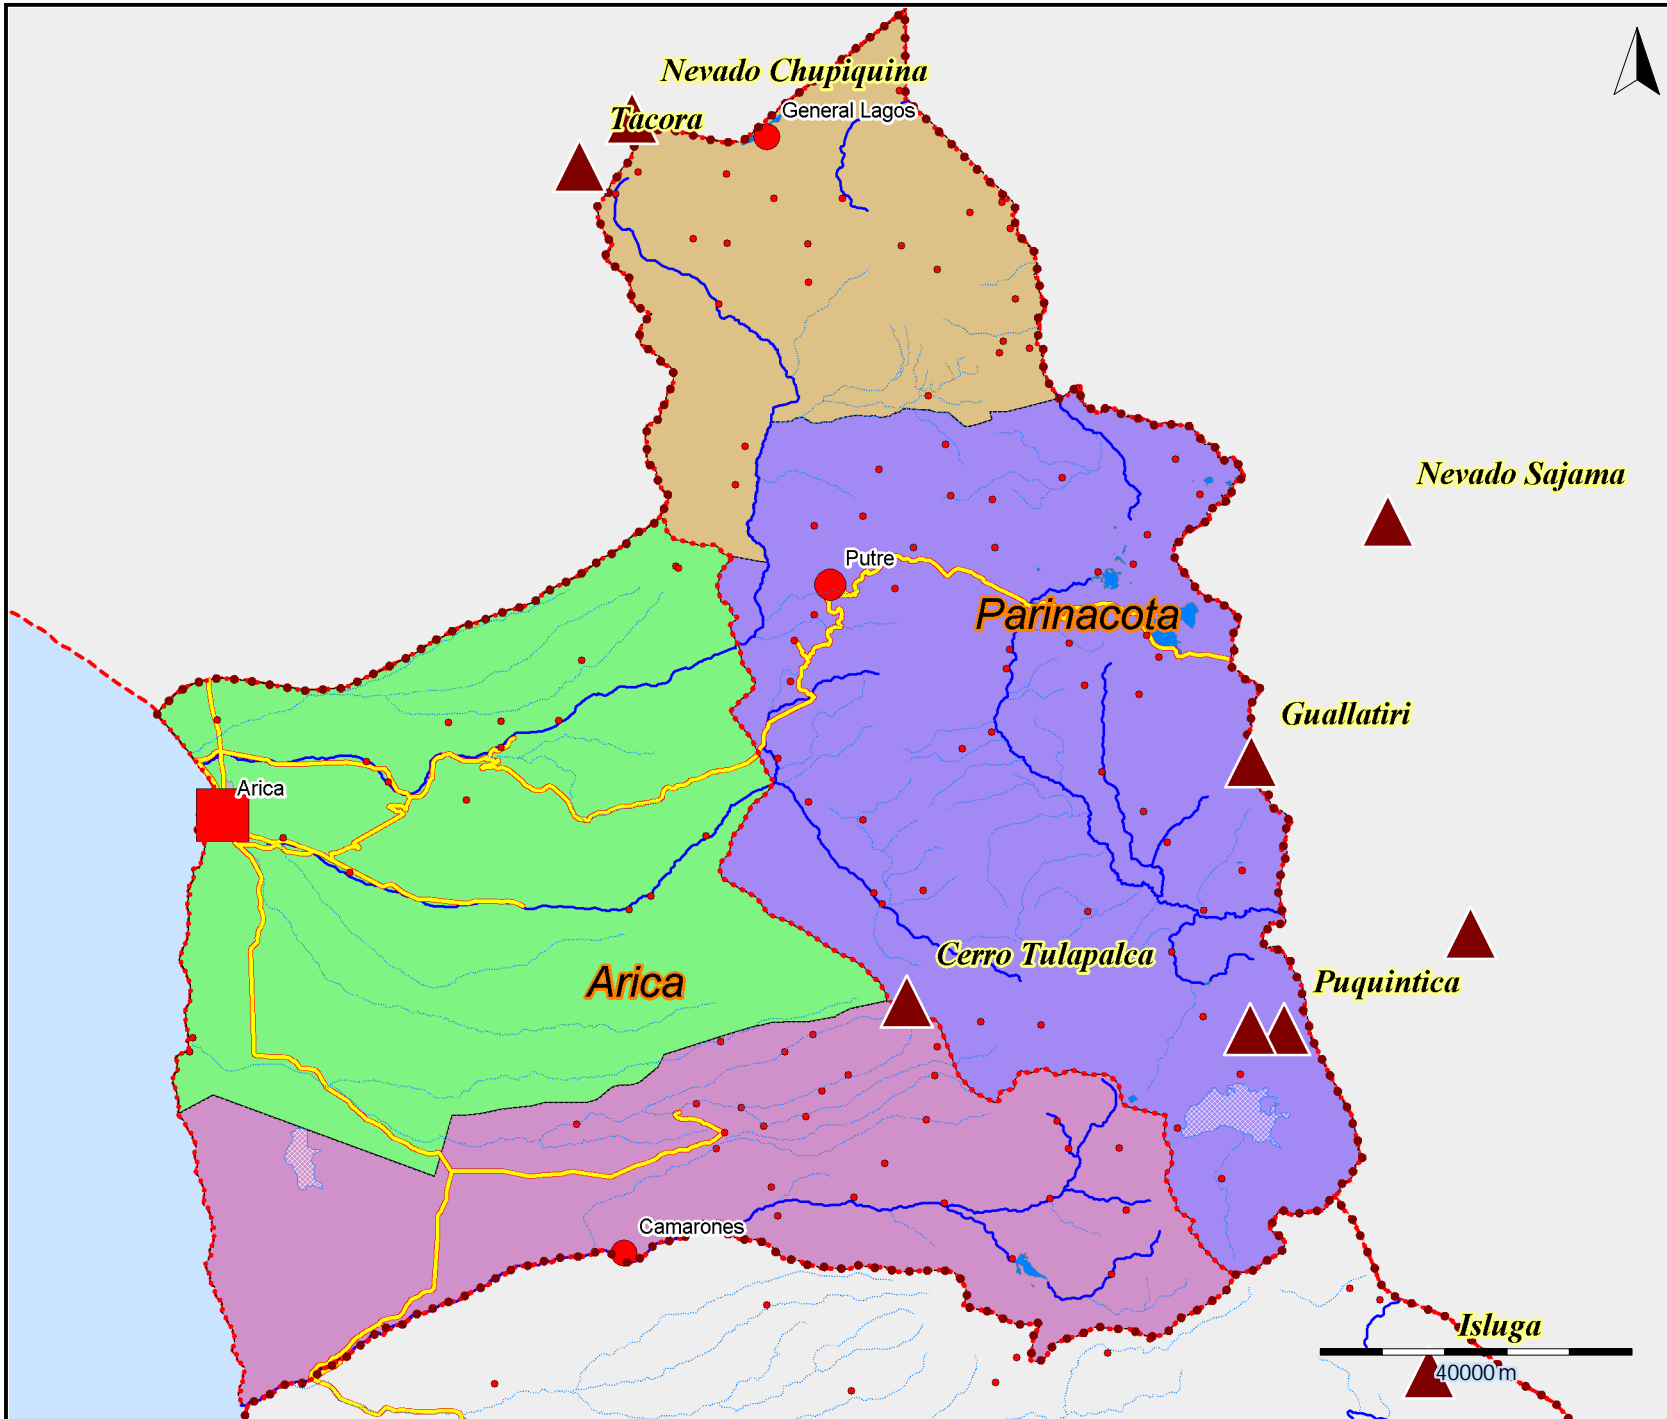 Nevado Chupiquina
Tacora
General Lagos
Nevado Sajama
Putre
Parinacota
Guallatiri
Arica
Cerro Tulapalca
Arica
Puquintica
Camarones
Isluga
40000 m